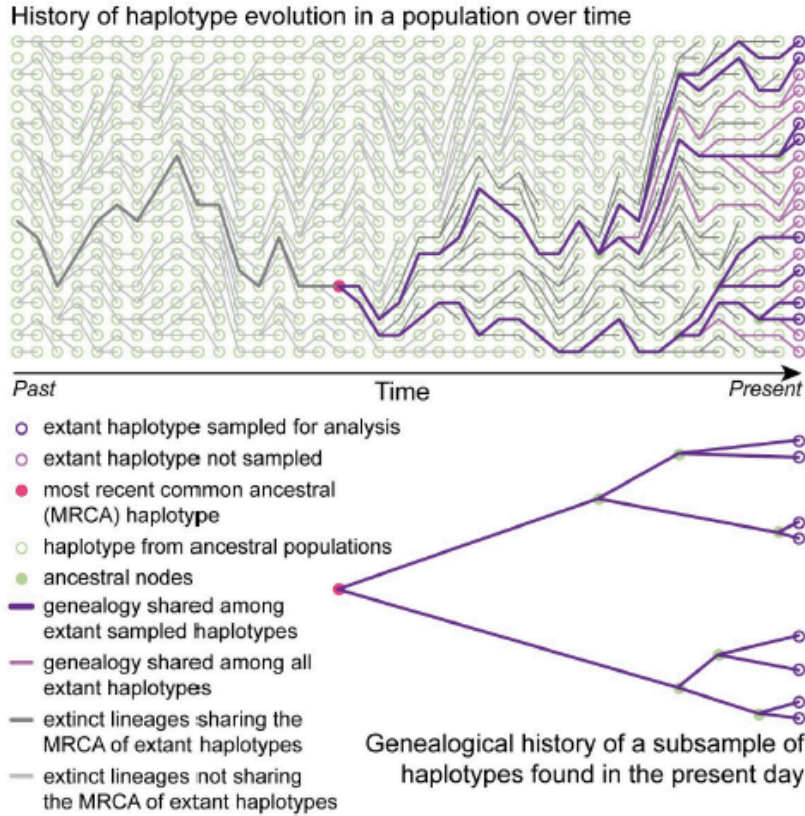 History of haplotype evolution in a population over time
Past
Time
Present
extant haplotype sampled for analysis
extant haplotype not sampled
most recent common ancestral
(MRCA) haplotype
haplotype from ancestral populations
ancestral nodes
genealogy shared among
extant sampled haplotypes
genealogy shared among all
extant haplotypes
extinct lineages sharing the
MRCA of extant haplotypes
extinct lineages not sharing
the MRCA of extant haplotypes
Genealogical history of a subsample of
haplotypes found in the present day